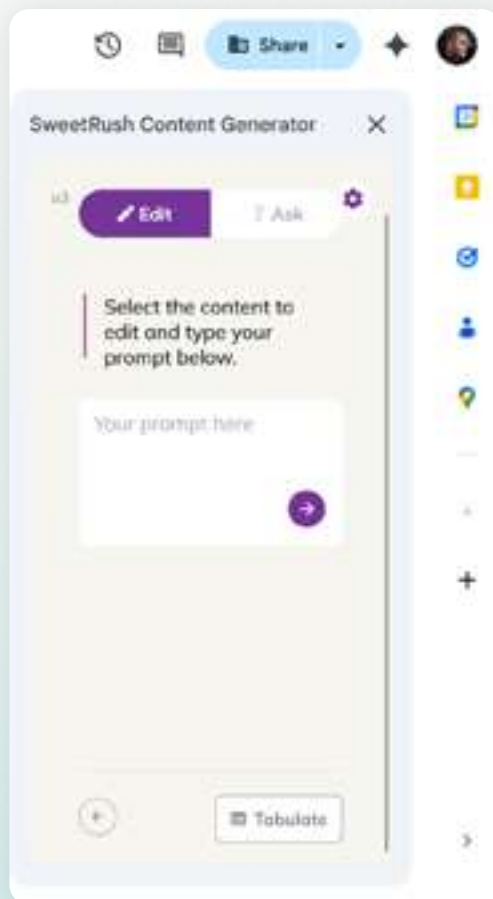 Share
SweetRush Content Generator
Edit
? Ask
Select the content to
edit and type your
prompt below.
Your prompt here
Tabulate